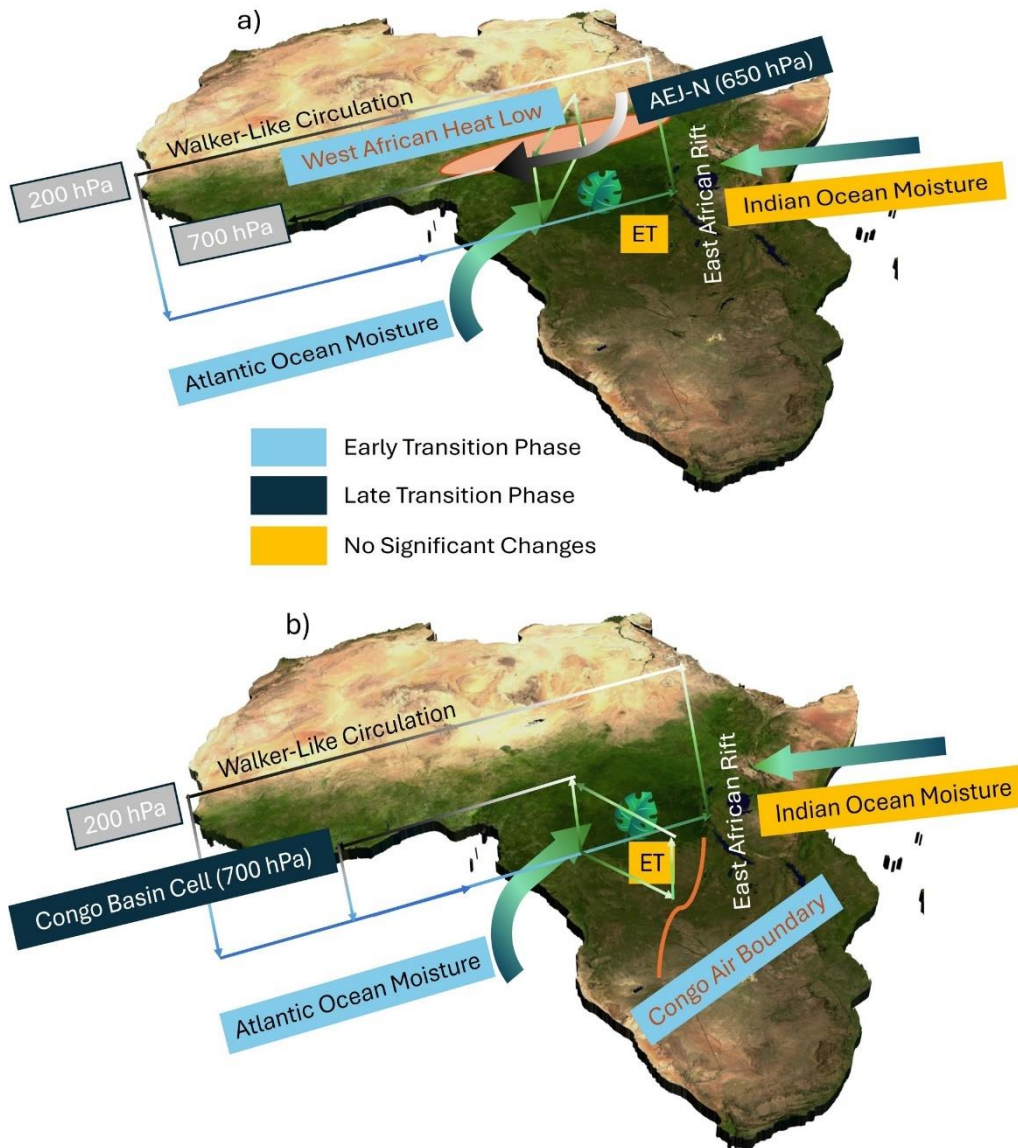 a)
AEJ-N (650 hPa)
Walker-Like Circulation
West African Heat Low
200 hPa
700 hPa
East African Rift
Indian Ocean Moisture
ET
Atlantic Ocean Moisture
Early Transition Phase
Late Transition Phase
No Significant Changes
b)
Walker-Like Circulation
200 hPa
East African Rift
Indian Ocean Moisture
Congo Basin Cell (700 hPa)
ET
Atlantic Ocean Moisture
Congo Air Boundary